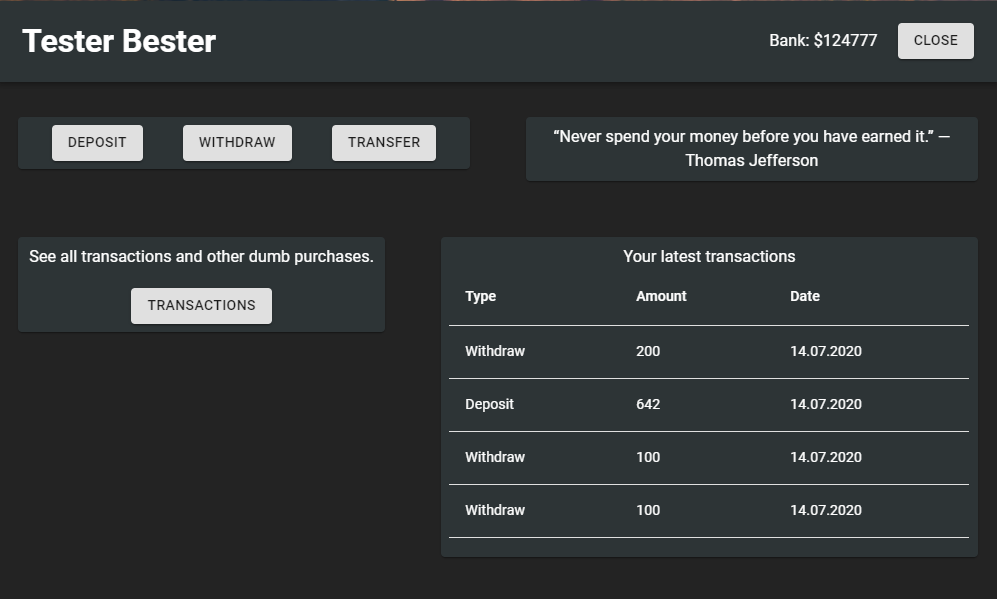 Tester Bester
Bank: $124777
CLOSE
DEPOSIT WITHDRAW TRANSFER
“Never spend your money before you have earned it.” —
Thomas Jefferson
See all transactions and other dumb purchases.
TRANSACTIONS
Your latest transactions
Type Amount Date
Withdraw 200 14.07.2020
Deposit 642 14.07.2020
Withdraw 100 14.07.2020
Withdraw 100 14.07.2020